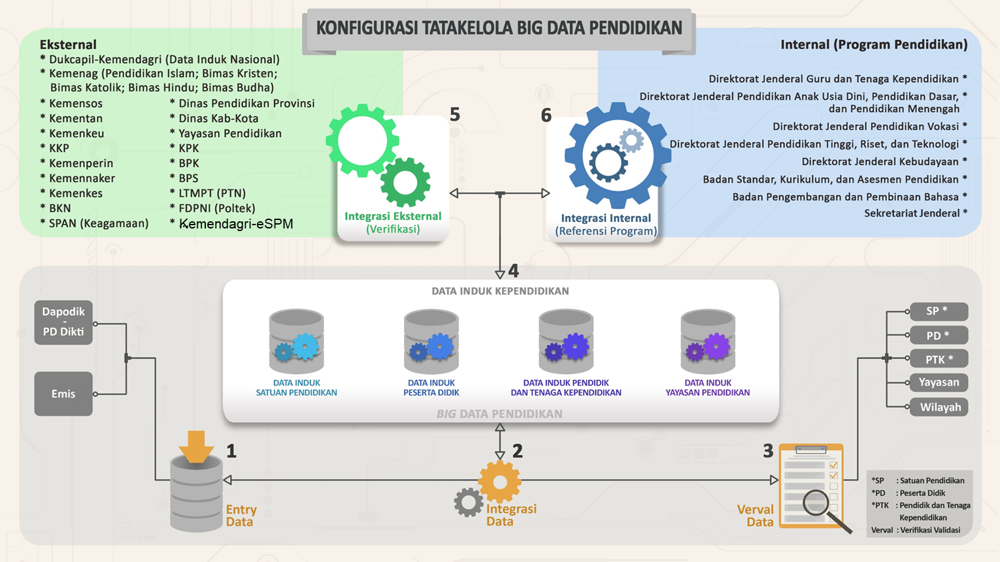 KONFIGURASI TATAKELOLA BIG DATA PENDIDIKAN
Eksternal
* Dukcapil-Kemendagri (Data Induk Nasional)
* Kemenag (Pendidikan Islam; Bimas Kristen;
Bimas Katolik; Bimas Hindu; Bimas Budha)
* Kemensos
* Kementan
* Kemenkeu
* KKP
* Kemenperin
* Kemennaker
* Kemenkes
* BKN
* SPAN (Keagamaan)
* Dinas Pendidikan Provinsi
* Dinas Kab-Kota
* Yayasan Pendidikan
* KPK
* BPK
* BPS
* LTMPT (PTN)
* FDPNI (Poltek)
* Kemendagri-eSPM
5
Integrasi Eksternal
(Verifikasi)
6
Integrasi Internal
(Referensi Program)
Internal (Program Pendidikan)
Direktorat Jenderal Guru dan Tenaga Kependidikan *
Direktorat Jenderal Pendidikan Anak Usia Dini, Pendidikan Dasar, *
dan Pendidikan Menengah
Direktorat Jenderal Pendidikan Vokasi *
Direktorat Jenderal Pendidikan Tinggi, Riset, dan Teknologi *
Direktorat Jenderal Kebudayaan *
Badan Standar, Kurikulum, dan Asesmen Pendidikan *
Badan Pengembangan dan Pembinaan Bahasa *
Sekretariat Jenderal *
4
DATA INDUK KEPENDIDIKAN
DATA INDUK
SATUAN PENDIDIKAN
DATA INDUK
PESERTA DIDIK
DATA INDUK PENDIDIK
DAN TENAGA KEPENDIDIKAN
DATA INDUK
YAYASAN PENDIDIKAN
BIG DATA PENDIDIKAN
Dapodik
-
PD Dikti
Emis
1
Entry
Data
2
Integrasi
Data
3
Verval
Data
SP *
PD *
PTK *
Yayasan
Wilayah
*SP : Satuan Pendidikan
*PD : Peserta Didik
*PTK : Pendidik dan Tenaga
Kependidikan
Verval : Verifikasi Validasi